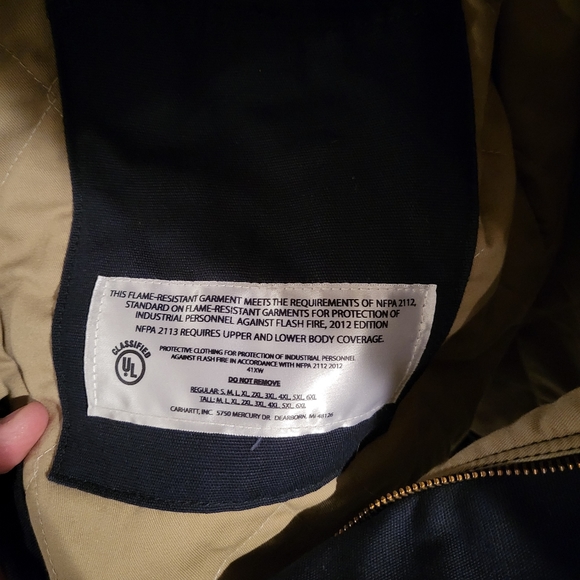 THIS FLAME-RESISTANT GARMENT MEETS THE REQUIREMENTS OF NFPA 2112,
STANDARD ON FLAME-RESISTANT GARMENTS FOR PROTECTION OF
INDUSTRIAL PERSONNEL AGAINST FLASH FIRE, 2012 EDITION
NFPA 2113 REQUIRES UPPER AND LOWER BODY COVERAGE.
CLASSIFIED
UL
PROTECTIVE CLOTHING FOR PROTECTION OF INDUSTRIAL PERSONNEL
AGAINST FLASH FIRE IN ACCORDANCE WITH NFPA 2112 2012
41XW
DO NOT REMOVE
REGULAR: S, M, L, XL, 2XL, 3XL, 4XL, 5XL, 6XL
TALL: M, L, XL, 2XL, 3XL, 4XL, 5XL, 6XL
CARHARTT, INC. 5750 MERCURY DR. DEARBORN, MI 48126